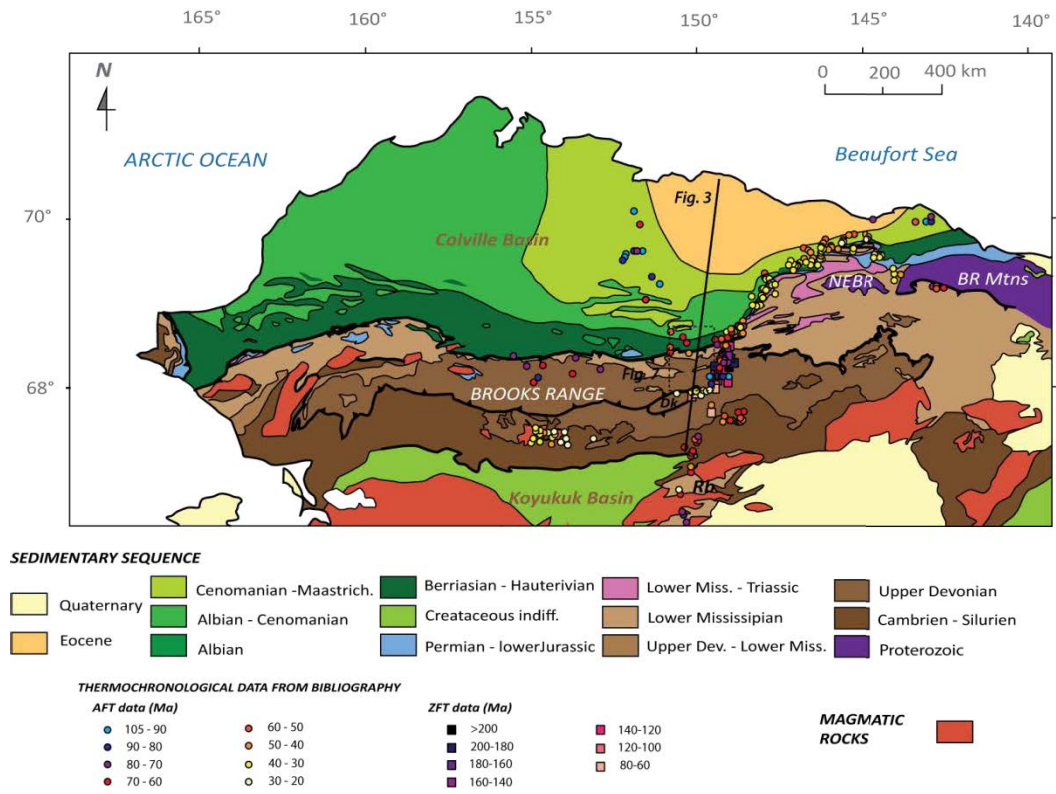 165°
160°
155°
150°
145°
140°
N
0 200 400 km
ARCTIC OCEAN
Beaufort Sea
Fig. 3
70°
Colville Basin
NEBR
BR Mtns
Fig.
68°
BROOKS RANGE
Dk
Koyukuk Basin
Rb
SEDIMENTARY SEQUENCE
Quaternary
Eocene
Cenomanian -Maastrich.
Albian - Cenomanian
Albian
Berriasian - Hauterivian
Creataceous indiff.
Permian - lowerJurassic
Lower Miss. - Triassic
Lower Mississipian
Upper Dev. - Lower Miss.
Upper Devonian
Cambrien - Silurien
Proterozoic
THERMOCHRONOLOGICAL DATA FROM BIBLIOGRAPHY
AFT data (Ma)
105 - 90
90 - 80
80 - 70
70 - 60
60 - 50
50 - 40
40 - 30
30 - 20
ZFT data (Ma)
>200
200-180
180-160
160-140
140-120
120-100
80-60
MAGMATIC
ROCKS